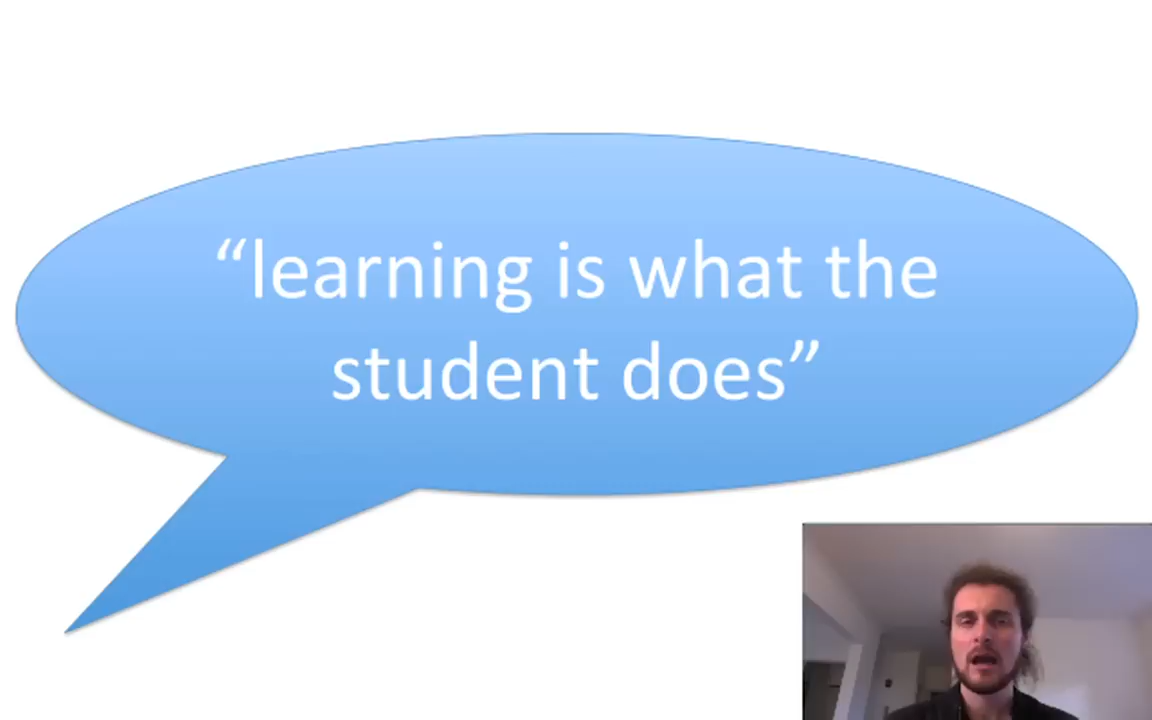 “learning is what the
student does”